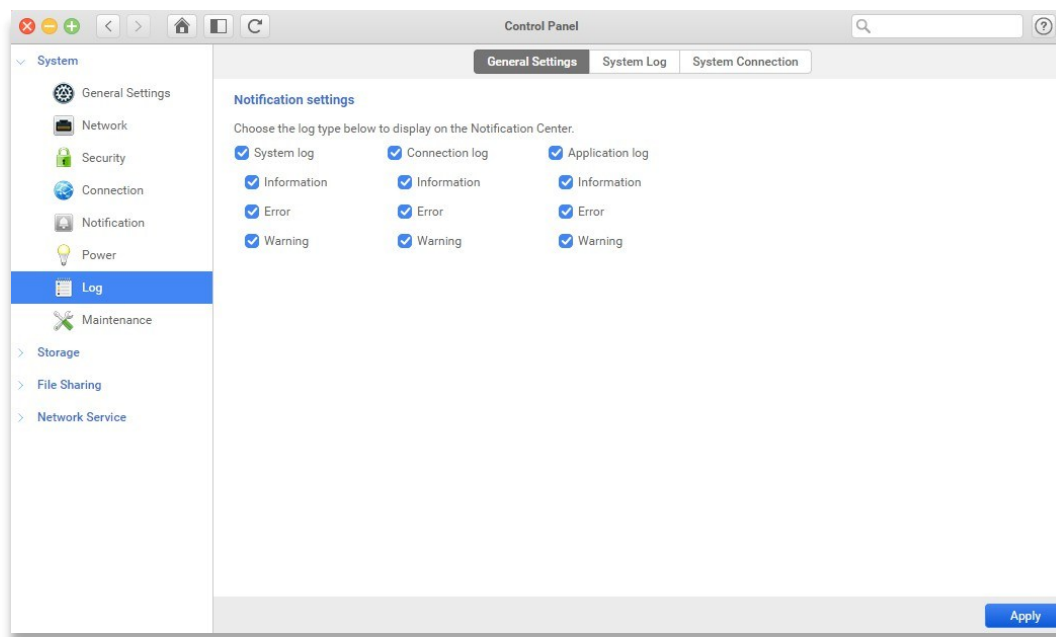 Control Panel
?
System
General Settings System Log System Connection
General Settings
Network
Security
Connection
Notification
Power
Log
Maintenance
Storage
File Sharing
Network Service
Notification settings
Choose the log type below to display on the Notification Center.
System log Connection log Application log
Information Information Information
Error Error Error
Warning Warning Warning
Apply